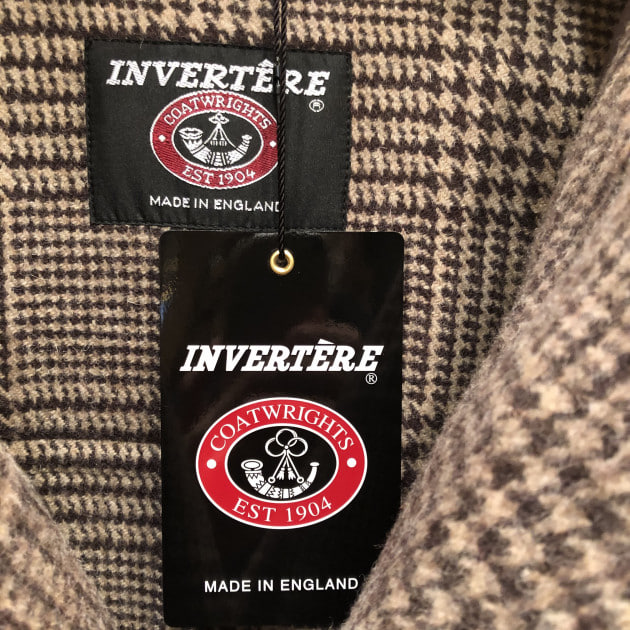 INVERTÊRE
®
COATWRIGHTS
EST 1904
MADE IN ENGLAND
INVERTÈRE
®
COATWRIGHTS
EST 1904
MADE IN ENGLAND